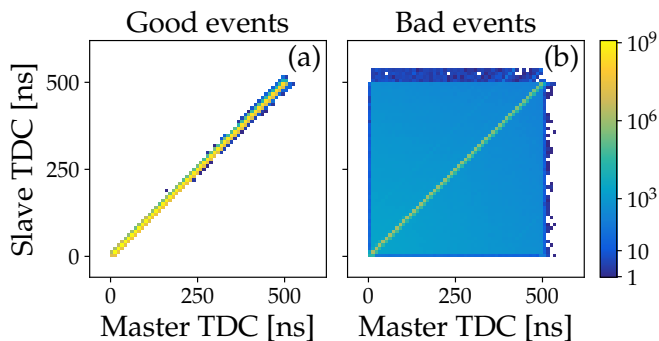 Good events
Bad events
(a)
(b)
Slave TDC [ns]
500
250
0
0
250
500
0
250
500
Master TDC [ns]
Master TDC [ns]
10⁹
10⁶
10³
10
1